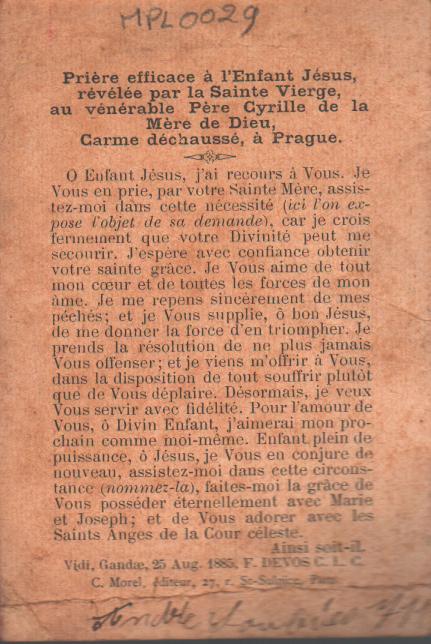 MPL0029
Prière efficace à l'Enfant Jésus,
révélée par la Sainte Vierge,
au vénérable Père Cyrille de la
Mère de Dieu,
Carme déchaussé, à Prague.
O Enfant Jésus, j'ai recours à Vous. Je
Vous en prie, par votre Sainte Mère, assis-
tez-moi dans cette nécessité (ici l'on ex-
pose l'objet de sa demande), car je crois
fermement que votre Divinité peut me
secourir. J'espère avec confiance obtenir
votre sainte grâce. Je Vous aime de tout
mon cœur et de toutes les forces de mon
âme. Je me repens sincèrement de mes
péchés; et je Vous supplie, ô bon Jésus,
de me donner la force d'en triompher. Je
prends la résolution de ne plus jamais
Vous offenser; et je viens m'offrir à Vous,
dans la disposition de tout souffrir plutôt
que de Vous déplaire. Désormais, je veux
Vous servir avec fidélité. Pour l'amour de
Vous, ô Divin Enfant, j'aimerai mon pro-
chain comme moi-même. Enfant plein de
puissance, ô Jésus, je Vous en conjure de
nouveau, assistez-moi dans cette circons-
tance (nommez-la), faites-moi la grâce de
Vous posséder éternellement avec Marie
et Joseph; et de Vous adorer avec les
Saints Anges de la Cour céleste.
Ainsi soit-il.
Vidi, Gandæ, 25 Aug. 1885, F. DEVOS C. L. C.
C. Morel, éditeur, 27, r. St-Sulpice, Paris